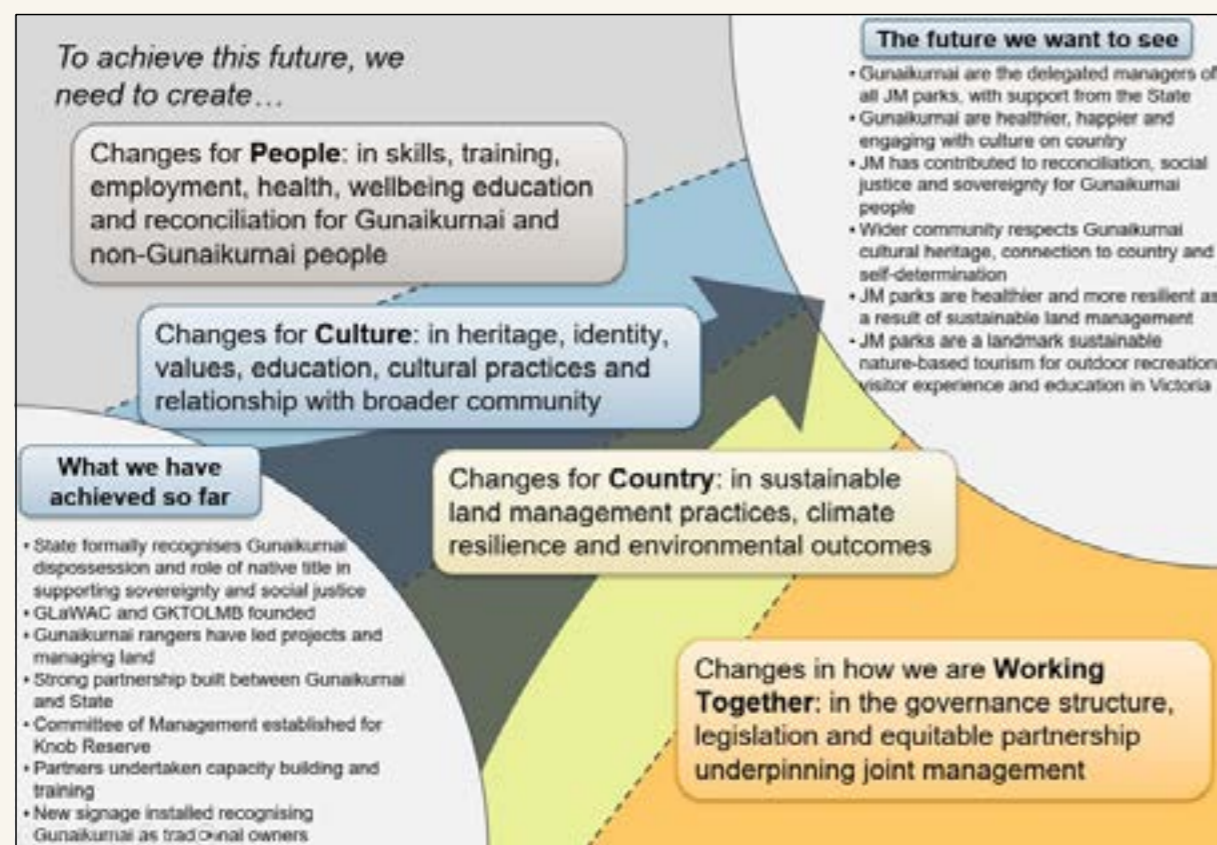 To achieve this future, we
need to create…
Changes for People: in skills, training,
employment, health, wellbeing education
and reconciliation for Gunaikurnai and
non-Gunaikurnai people
Changes for Culture: in heritage, identity,
values, education, cultural practices and
relationship with broader community
What we have
achieved so far
• State formally recognises Gunaikurnai
dispossession and role of native title in
supporting sovereignty and social justice
• GLaWAC and GKTOLMB founded
• Gunaikurnai rangers have led projects and
managing land
• Strong partnership built between Gunaikurnai
and State
• Committee of Management established for
Knob Reserve
• Partners undertaken capacity building and
training
• New signage installed recognising
Gunaikurnai as owners
Changes for Country: in sustainable
land management practices, climate
resilience and environmental outcomes
Changes in how we are Working
Together: in the governance structure,
legislation and equitable partnership
underpinning joint management
The future we want to see
• Gunaikurnai are the delegated managers of
all JM parks, with support from the State
• Gunaikurnai are healthier, happier and
engaging with culture on country
• JM has contributed to reconciliation, social
justice and sovereignty for Gunaikurnai
people
• Wider community respects Gunaikurnai
cultural heritage, connection to country and
self-determination
• JM parks are healthier and more resilient as
a result of sustainable land management
• JM parks are a landmark sustainable
nature-based tourism for outdoor recreation
visitor experience and education in Victoria